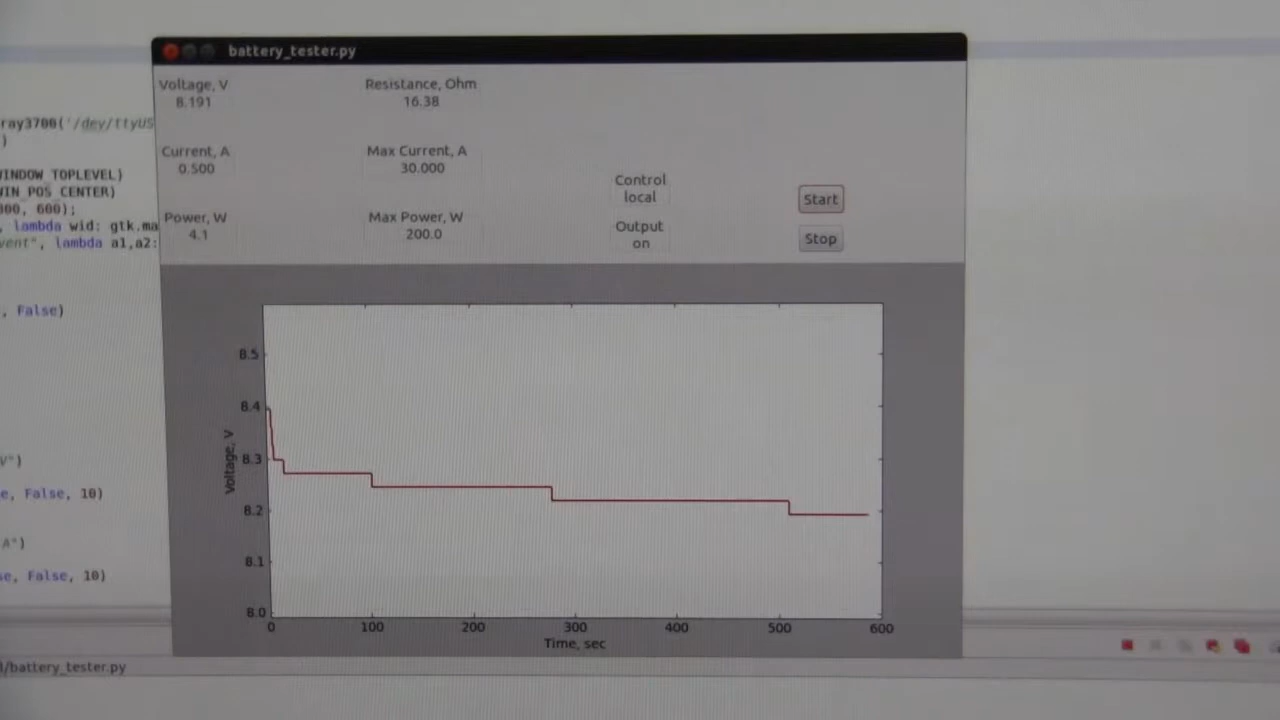 battery_tester.py
Voltage, V
8.191
Resistance, Ohm
16.38
Current, A
0.500
Max Current, A
30.000
Power, W
4.1
Max Power, W
200.0
Control
local
Output
on
Start
Stop
ray3700('/dev/ttyUS
)
WINDOW_TOPLEVEL)
WIN_POS_CENTER)
800, 600);
, lambda wid: gtk.ma
vent", lambda a1,a2:
, False)
V")
e, False, 10)
A")
se, False, 10)
8.5
8.4
8.3
8.2
8.1
8.0
Voltage, V
0 100 200 300 400 500 600
Time, sec
/battery_tester.py